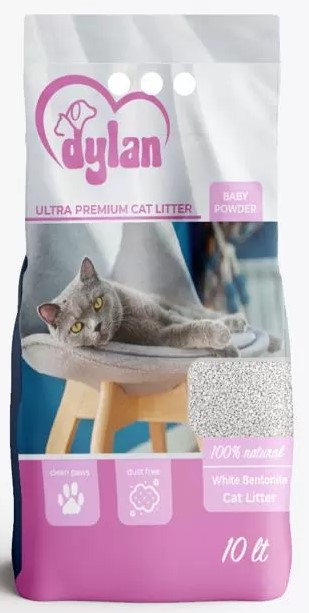 dylan
ULTRA PREMIUM CAT LITTER
BABY
POWDER
100% natural
White Bentonite
Cat Litter
clean paws
dust free
10 lt